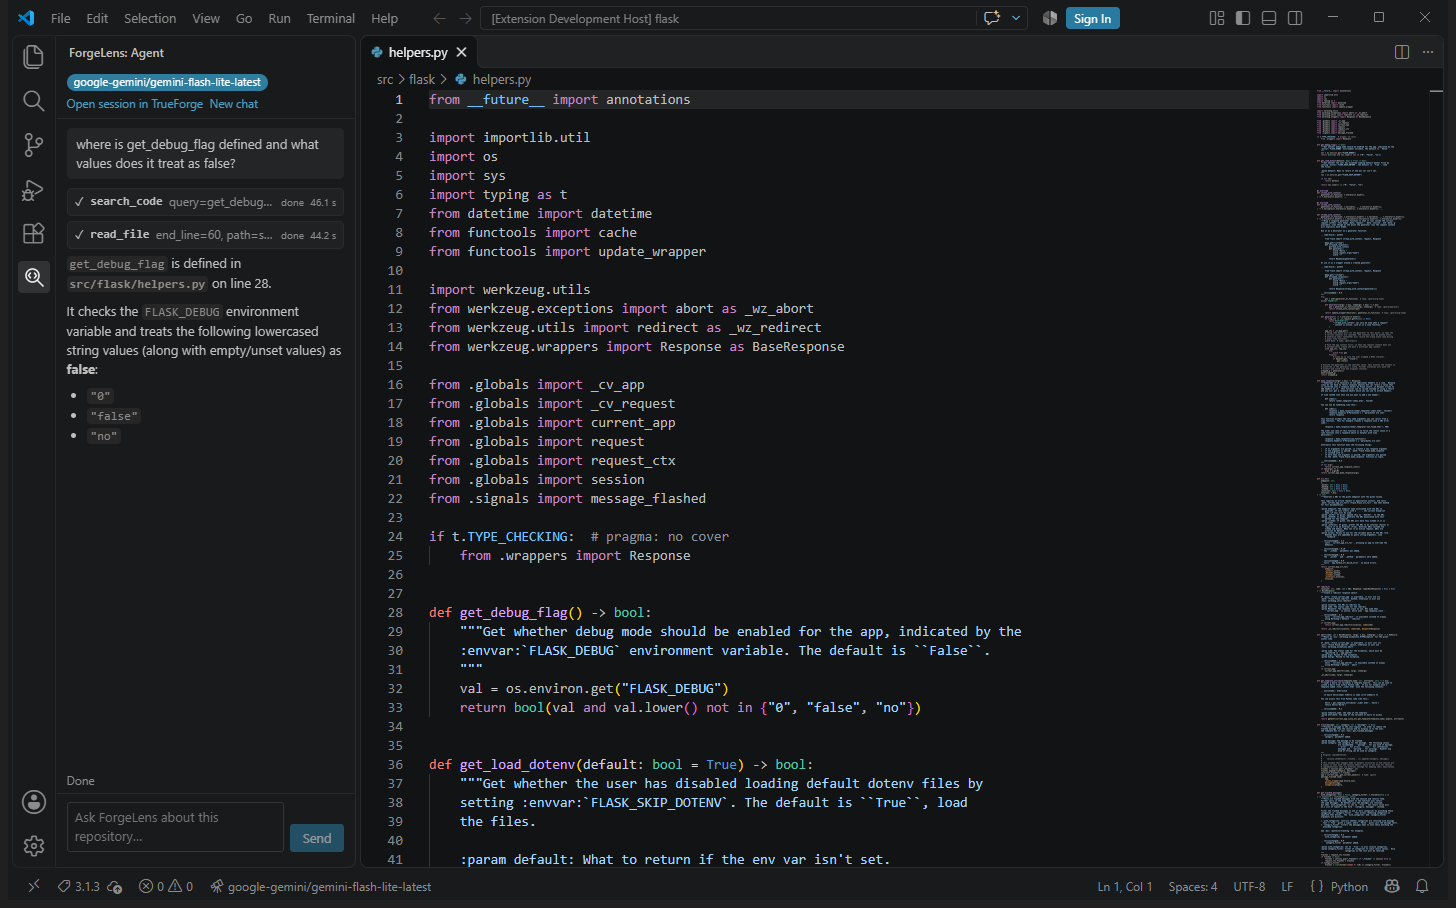 File Edit Selection View Go Run Terminal Help
[Extension Development Host] flask
Sign In
ForgeLens: Agent
google-gemini/gemini-flash-lite-latest
Open session in TrueForge New chat
where is get_debug_flag defined and what
values does it treat as false?
✓ search_code query=get_debug... done 46.1 s
✓ read_file end_line=60, path=s... done 44.2 s
get_debug_flag is defined in
src/flask/helpers.py on line 28.
It checks the FLASK_DEBUG environment
variable and treats the following lowercased
string values (along with empty/unset values) as
false:
• "0"
• "false"
• "no"
Done
Ask ForgeLens about this
repository...
Send
helpers.py
src > flask > helpers.py
1 from __future__ import annotations
2
3 import importlib.util
4 import os
5 import sys
6 import typing as t
7 from datetime import datetime
8 from functools import cache
9 from functools import update_wrapper
10
11 import werkzeug.utils
12 from werkzeug.exceptions import abort as _wz_abort
13 from werkzeug.utils import redirect as _wz_redirect
14 from werkzeug.wrappers import Response as BaseResponse
15
16 from .globals import _cv_app
17 from .globals import _cv_request
18 from .globals import current_app
19 from .globals import request
20 from .globals import request_ctx
21 from .globals import session
22 from .signals import message_flashed
23
24 if t.TYPE_CHECKING:  # pragma: no cover
25     from .wrappers import Response
26
27
28 def get_debug_flag() -> bool:
29     """Get whether debug mode should be enabled for the app, indicated by the
30     :envvar:`FLASK_DEBUG` environment variable. The default is ``False``.
31     """
32     val = os.environ.get("FLASK_DEBUG")
33     return bool(val and val.lower() not in {"0", "false", "no"})
34
35
36 def get_load_dotenv(default: bool = True) -> bool:
37     """Get whether the user has disabled loading default dotenv files by
38     setting :envvar:`FLASK_SKIP_DOTENV`. The default is ``True``, load
39     the files.
40
41     :param default: What to return if the env var isn't set.
3.1.3 0 0 google-gemini/gemini-flash-lite-latest
Ln 1, Col 1 Spaces: 4 UTF-8 LF { } Python